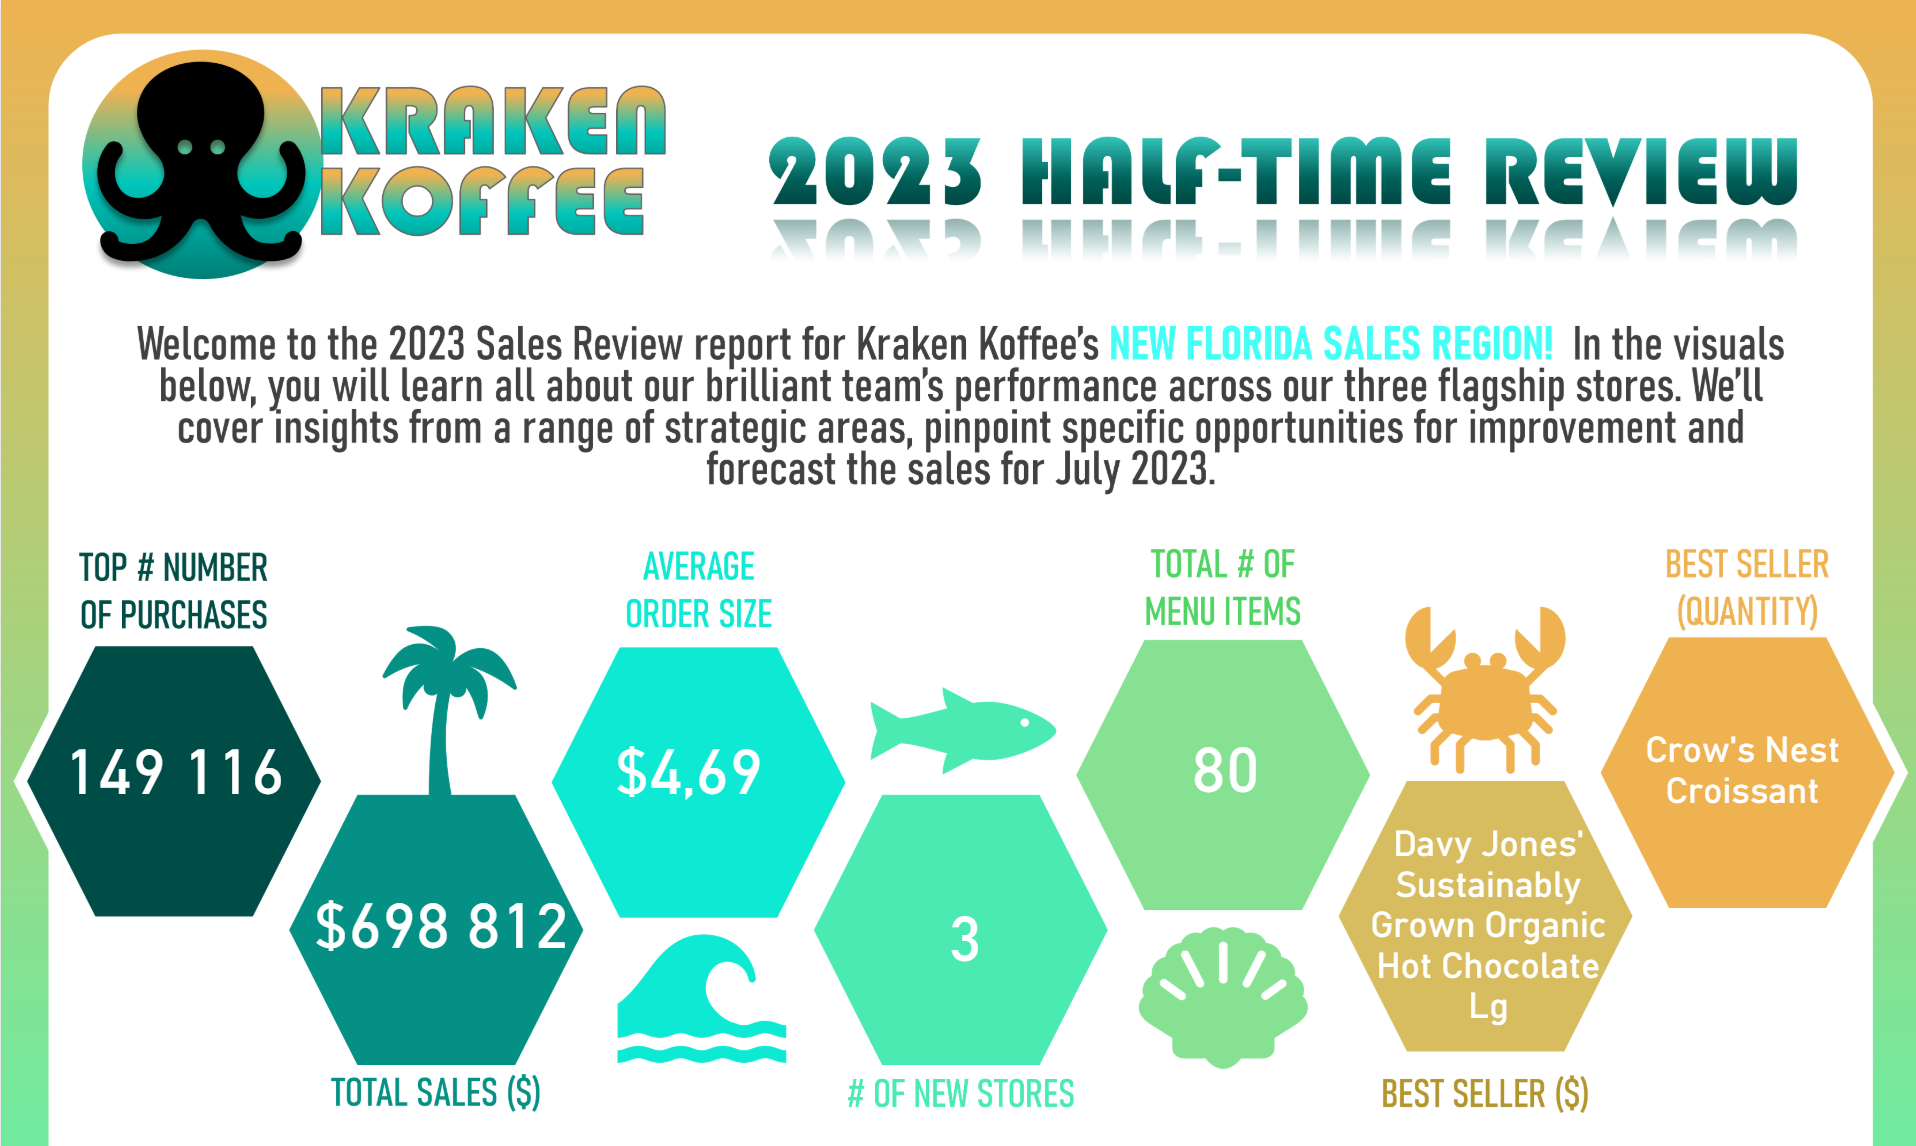 KRAKEN
KOFFEE
2023 HALF-TIME REVIEW
Welcome to the 2023 Sales Review report for Kraken Koffee's NEW FLORIDA SALES REGION! In the visuals
below, you will learn all about our brilliant team's performance across our three flagship stores. We'll
cover insights from a range of strategic areas, pinpoint specific opportunities for improvement and
forecast the sales for July 2023.
TOP # NUMBER
OF PURCHASES
149 116
$698 812
TOTAL SALES ($)
AVERAGE
ORDER SIZE
$4,69
3
# OF NEW STORES
TOTAL # OF
MENU ITEMS
80
Davy Jones'
Sustainably
Grown Organic
Hot Chocolate
Lg
BEST SELLER ($)
BEST SELLER
(QUANTITY)
Crow's Nest
Croissant